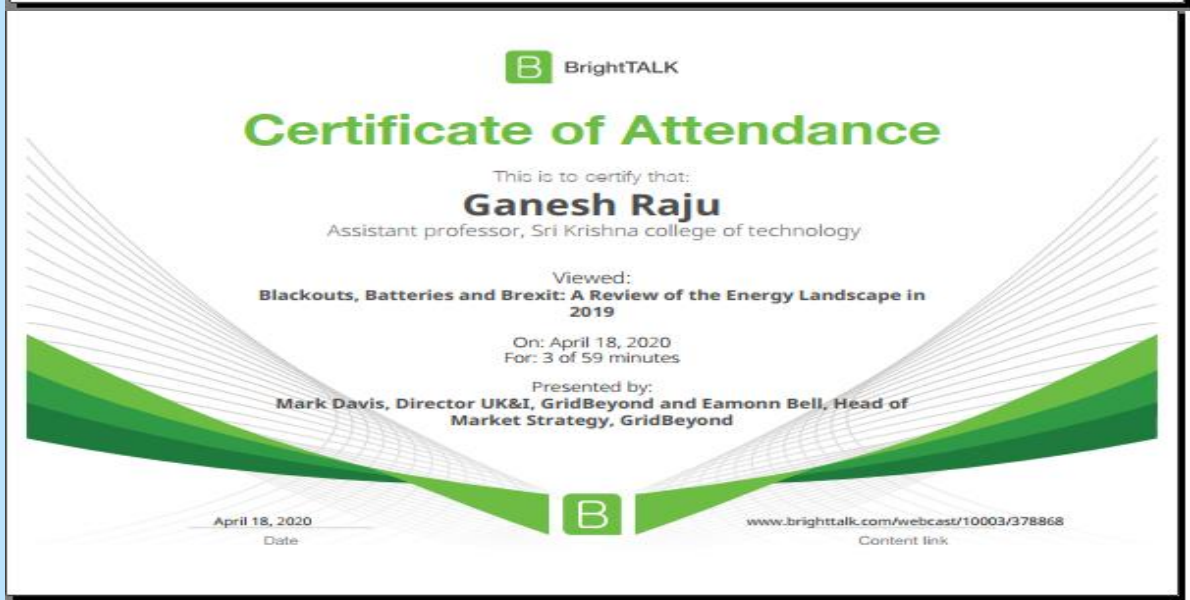 B BrightTALK
Certificate of Attendance
This is to certify that:
Ganesh Raju
Assistant professor, Sri Krishna college of technology
Viewed:
Blackouts, Batteries and Brexit: A Review of the Energy Landscape in
2019
On: April 18, 2020
For: 3 of 59 minutes
Presented by:
Mark Davis, Director UK&I, GridBeyond and Eamonn Bell, Head of
Market Strategy, GridBeyond
B
April 18, 2020 www.brighttalk.com/webcast/10003/378868
Date Content link